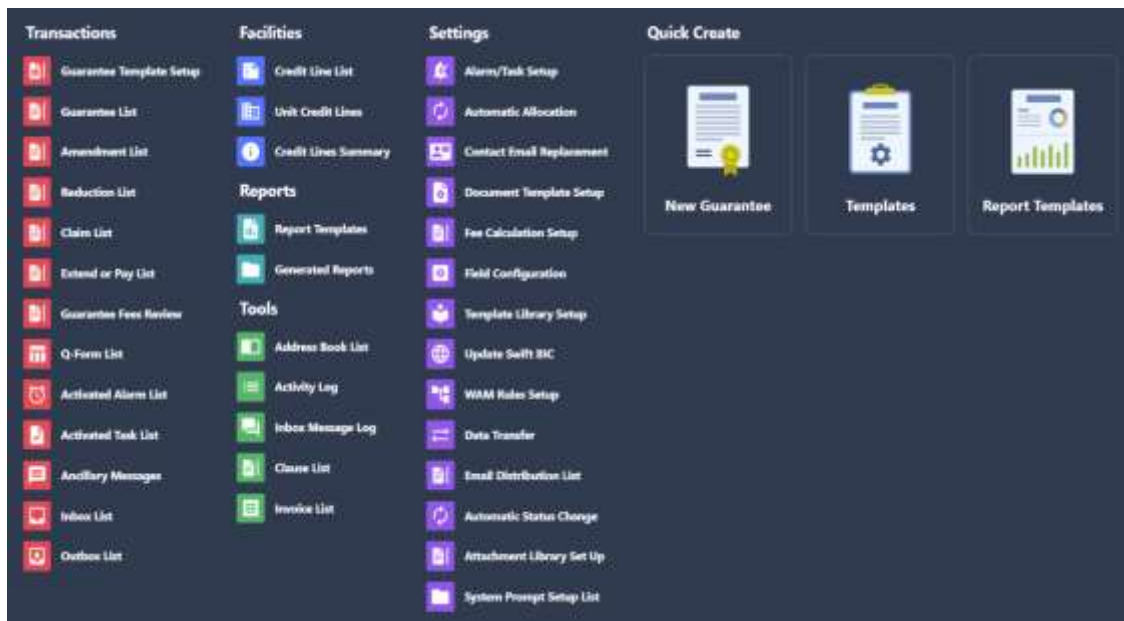 Transactions
Guarantee Template Setup
Guarantee List
Amendment List
Reduction List
Claim List
Extend or Pay List
Guarantee Fees Review
Q-Form List
Activated Alarm List
Activated Task List
Ancillary Messages
Inbox List
Outbox List
Facilities
Credit Line List
Unit Credit Lines
Credit Lines Summary
Reports
Report Templates
Generated Reports
Tools
Address Book List
Activity Log
Inbox Message Log
Clause List
Invoice List
Settings
Alarm/Task Setup
Automatic Allocation
Contact Email Replacement
Document Template Setup
Fee Calculation Setup
Field Configuration
Template Library Setup
Update Swift BIC
WAM Rules Setup
Data Transfer
Email Distribution List
Automatic Status Change
Attachment Library Set Up
System Prompt Setup List
Quick Create
New Guarantee
Templates
Report Templates